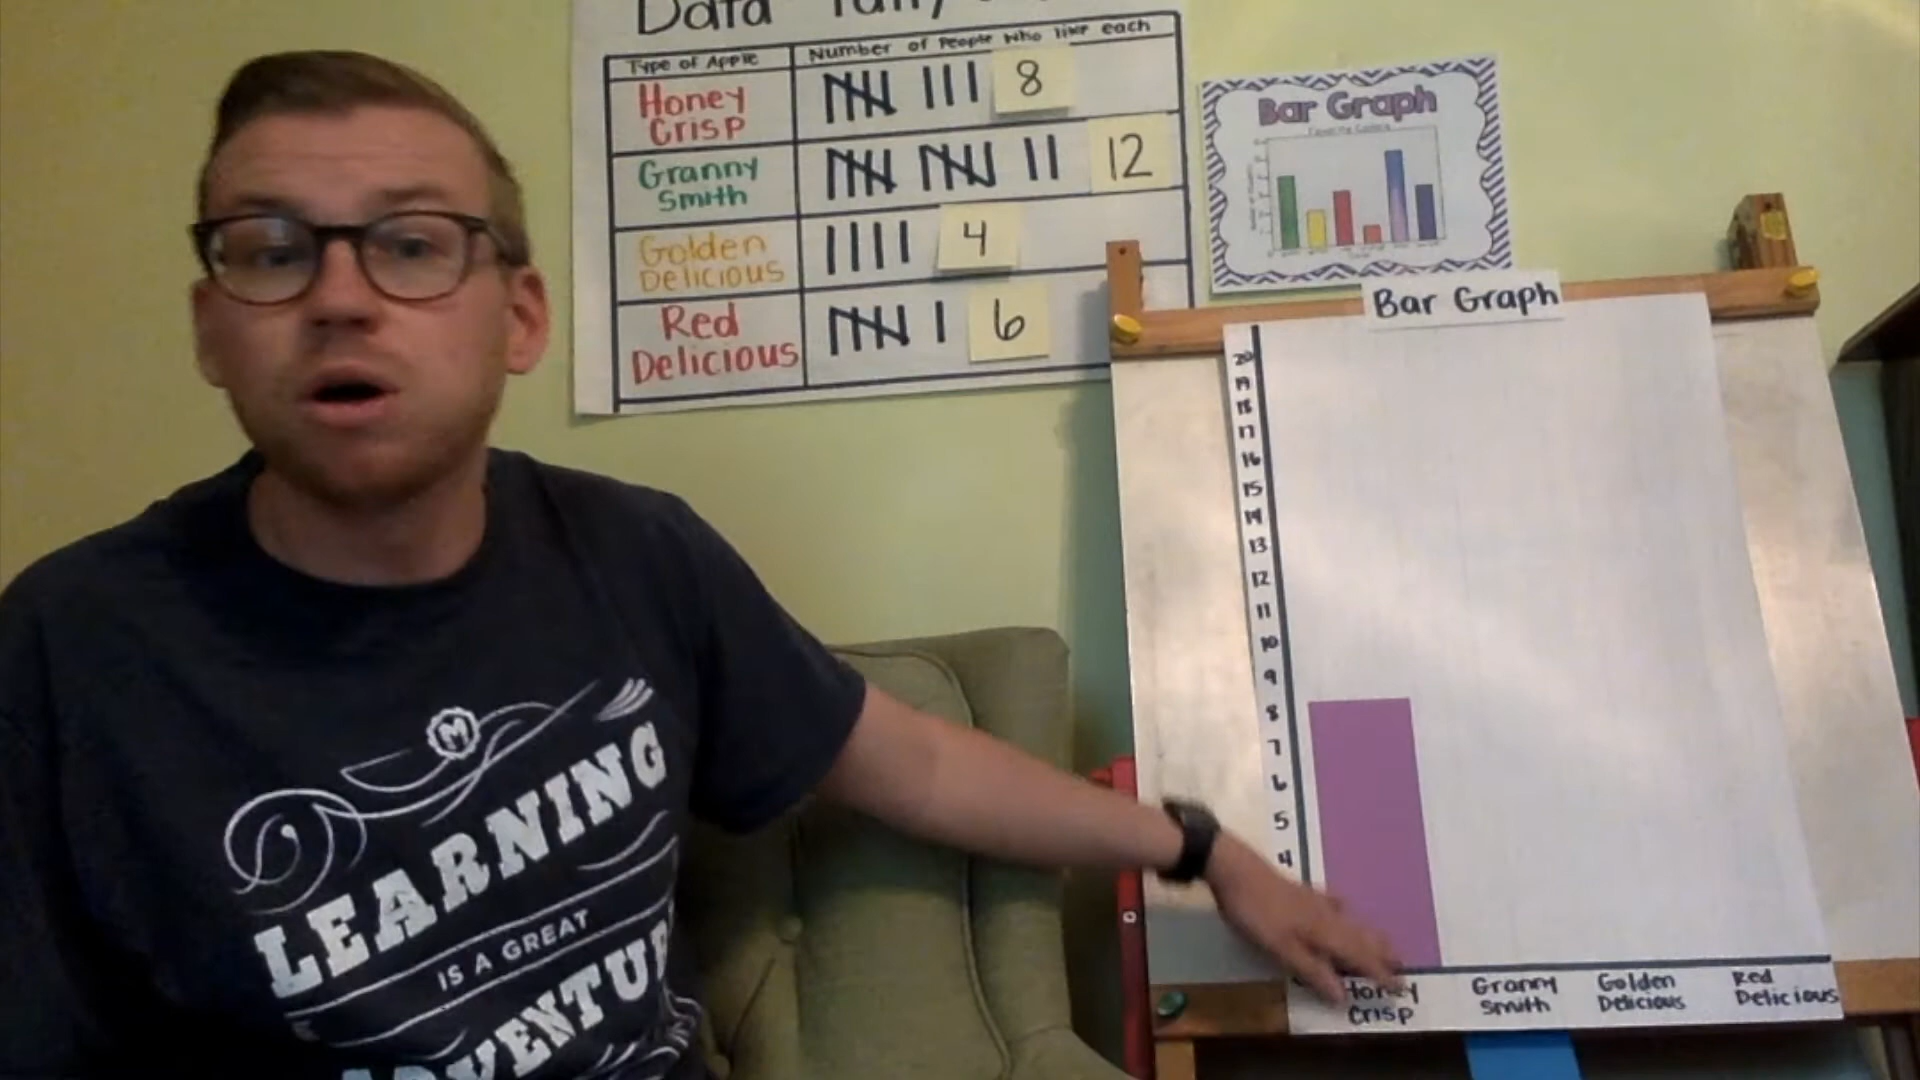 Data Tally
Type of Apple
Number of People who like each
Honey
Crisp
8
Granny
Smith
12
Golden
Delicious
4
Red
Delicious
6
Bar Graph
Bar Graph
20
19
18
17
16
15
14
13
12
11
10
9
8
7
6
5
4
Honey
Crisp
Granny
Smith
Golden
Delicious
Red
Delicious
M
LEARNING
IS A GREAT